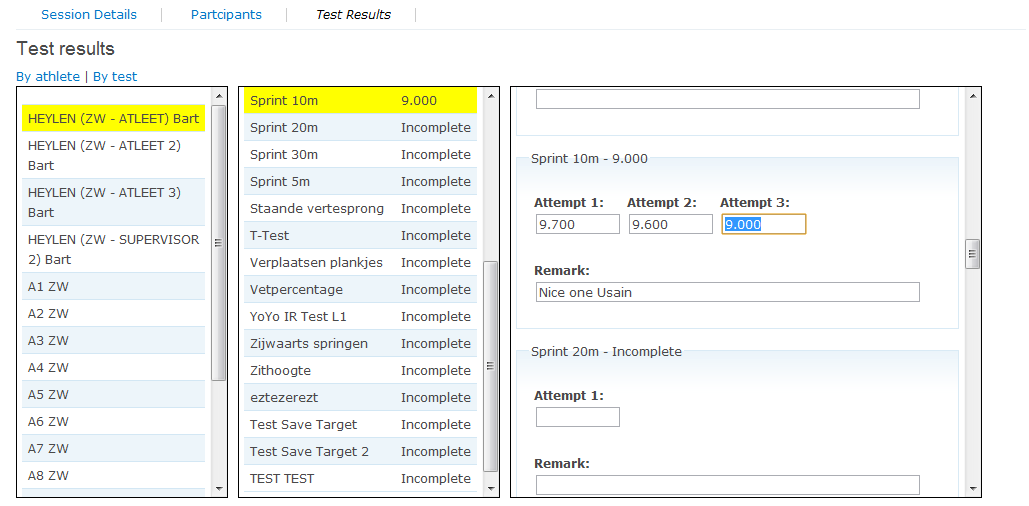 Session Details
Partcipants
Test Results
Test results
By athlete | By test
HEYLEN (ZW - ATLEET) Bart
HEYLEN (ZW - ATLEET 2)
Bart
HEYLEN (ZW - ATLEET 3)
Bart
HEYLEN (ZW - SUPERVISOR
2) Bart
A1 ZW
A2 ZW
A3 ZW
A4 ZW
A5 ZW
A6 ZW
A7 ZW
A8 ZW
Sprint 10m 9.000
Sprint 20m Incomplete
Sprint 30m Incomplete
Sprint 5m Incomplete
Staande vertesprong Incomplete
T-Test Incomplete
Verplaatsen plankjes Incomplete
Vetpercentage Incomplete
YoYo IR Test L1 Incomplete
Zijwaarts springen Incomplete
Zithoogte Incomplete
eztezerezt Incomplete
Test Save Target Incomplete
Test Save Target 2 Incomplete
TEST TEST Incomplete
Sprint 10m - 9.000
Attempt 1: Attempt 2: Attempt 3:
9.700 9.600 9.000
Remark:
Nice one Usain
Sprint 20m - Incomplete
Attempt 1:
Remark: